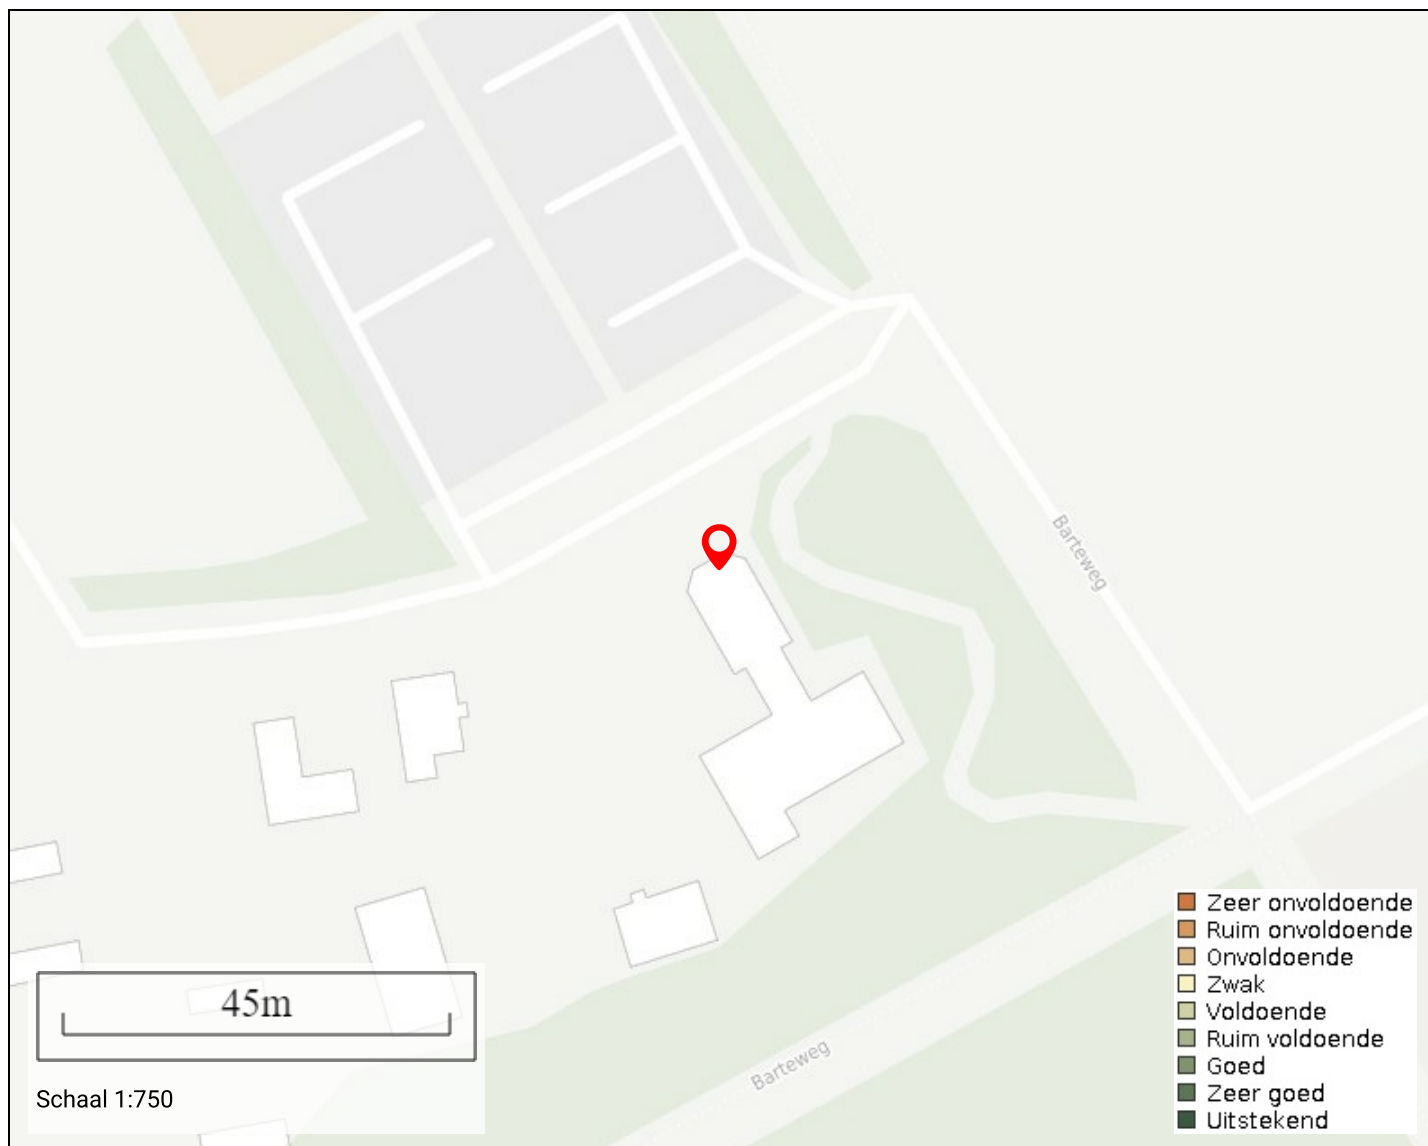 Barteweg
Barteweg
45m
Schaal 1:750
Zeer onvoldoende
Ruim onvoldoende
Onvoldoende
Zwak
Voldoende
Ruim voldoende
Goed
Zeer goed
Uitstekend